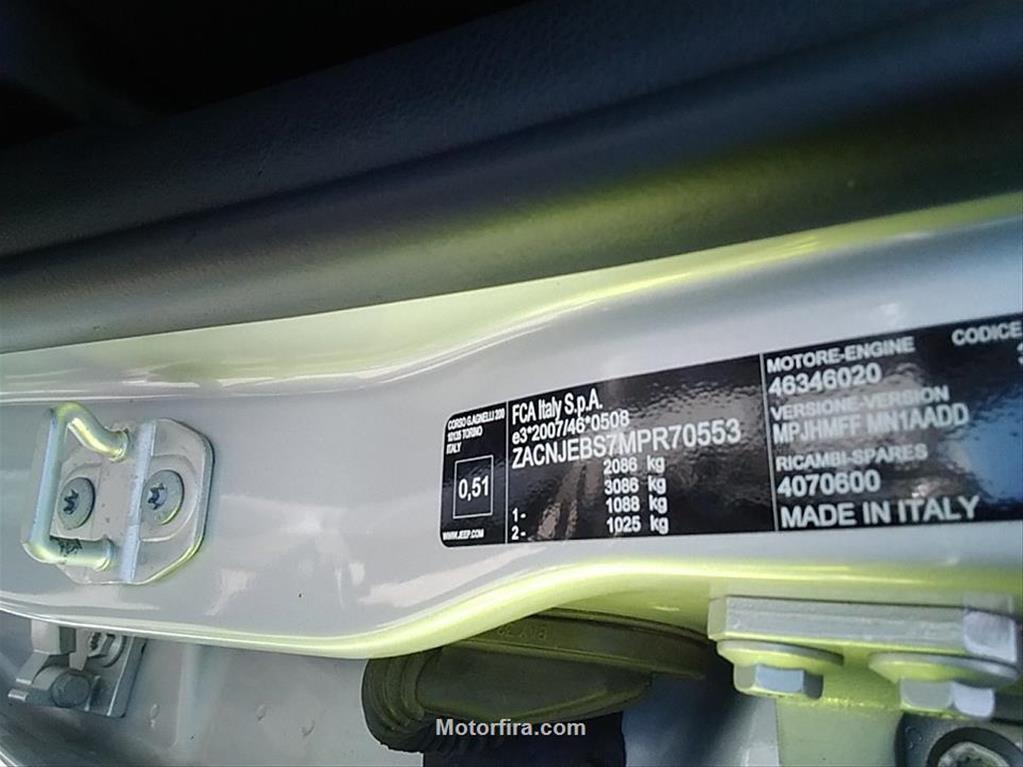 CORSO G.AGNELLI 200
10135 TORINO
ITALY
0,51
WWW.JEEP.COM
FCA Italy S.p.A.
e3*2007/46*0508
ZACNJEBS7MPR70553
2086 kg
3086 kg
1- 1088 kg
2- 1025 kg
MOTORE-ENGINE
46346020
VERSIONE-VERSION
MPJHMFF MN1AADD
RICAMBI-SPARES
4070600
MADE IN ITALY
CODICE
Motorfira.com